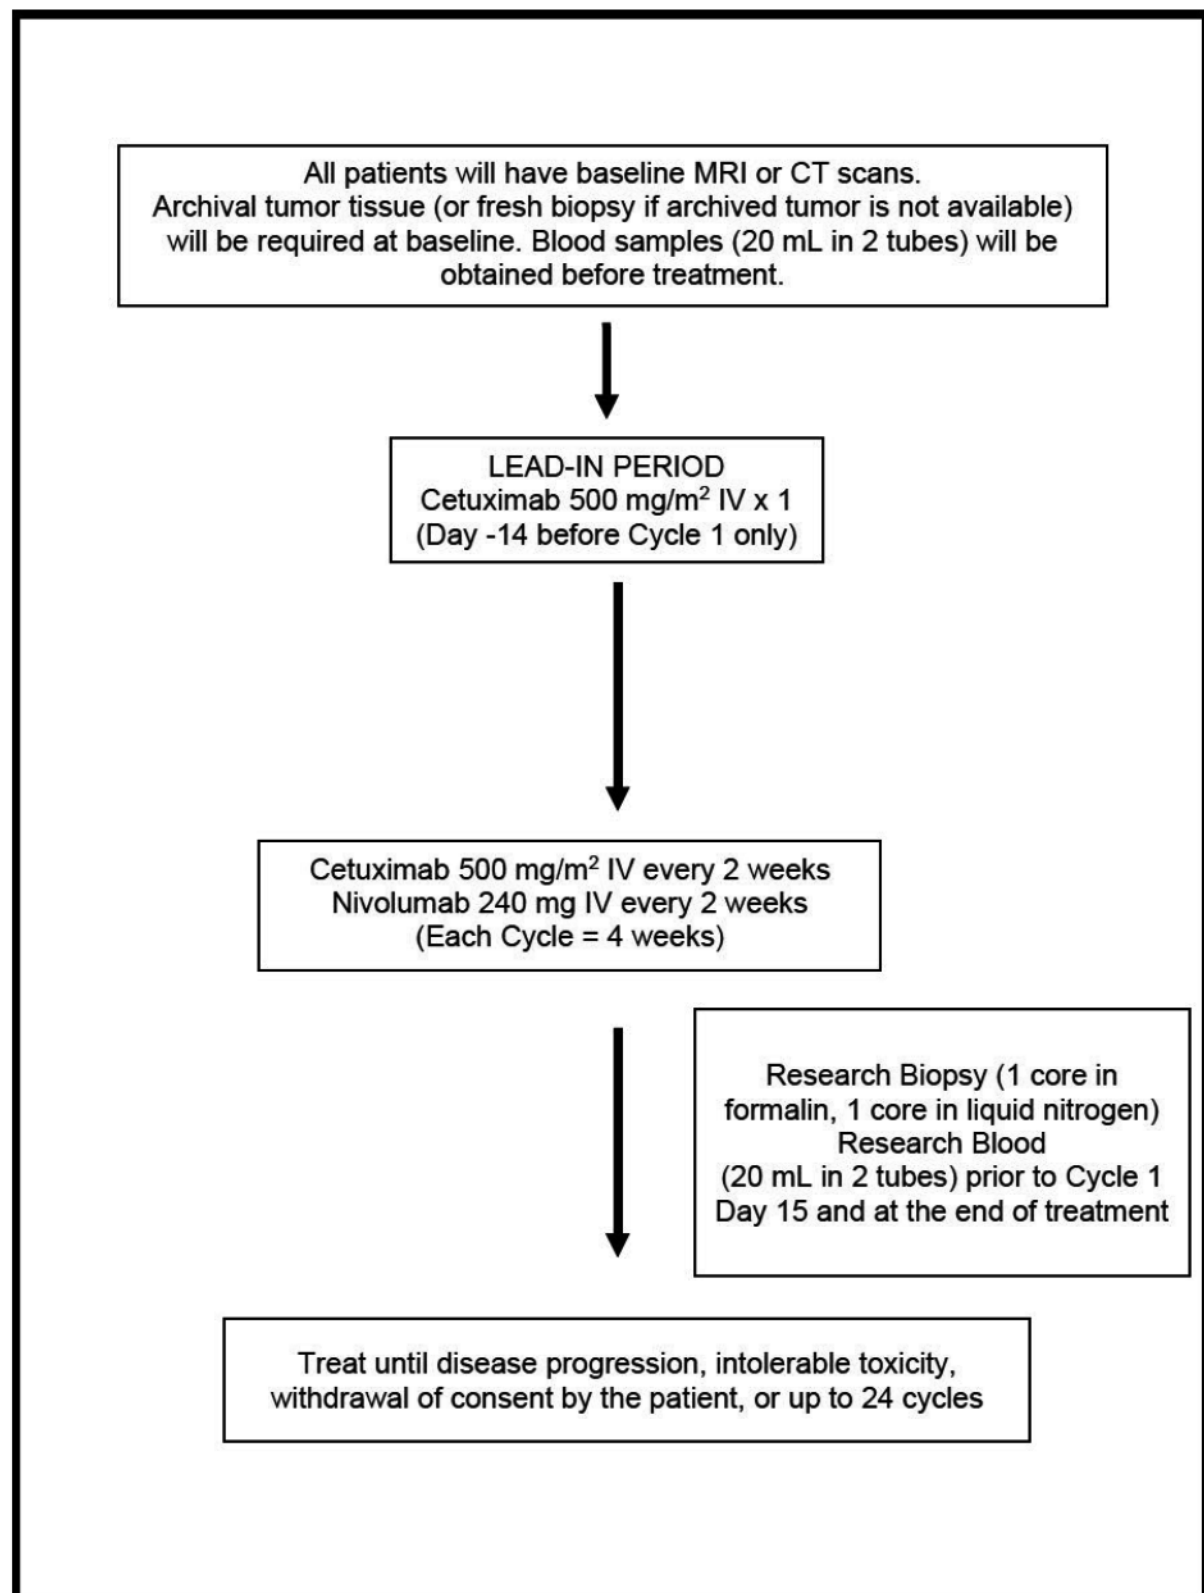 All patients will have baseline MRI or CT scans.
Archival tumor tissue (or fresh biopsy if archived tumor is not available)
will be required at baseline. Blood samples (20 mL in 2 tubes) will be
obtained before treatment.
LEAD-IN PERIOD
Cetuximab 500 mg/m² IV x 1
(Day -14 before Cycle 1 only)
Cetuximab 500 mg/m² IV every 2 weeks
Nivolumab 240 mg IV every 2 weeks
(Each Cycle = 4 weeks)
Research Biopsy (1 core in
formalin, 1 core in liquid nitrogen)
Research Blood
(20 mL in 2 tubes) prior to Cycle 1
Day 15 and at the end of treatment
Treat until disease progression, intolerable toxicity,
withdrawal of consent by the patient, or up to 24 cycles